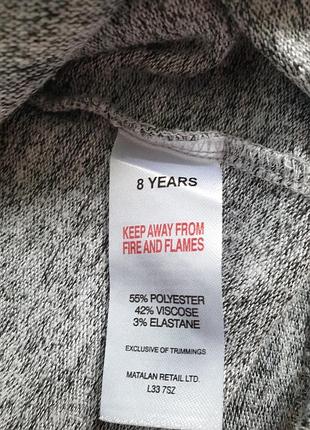 8 YEARS
KEEP AWAY FROM
FIRE AND FLAMES
55% POLYESTER
42% VISCOSE
3% ELASTANE
EXCLUSIVE OF TRIMMINGS
MATALAN RETAIL LTD.
L33 7SZ